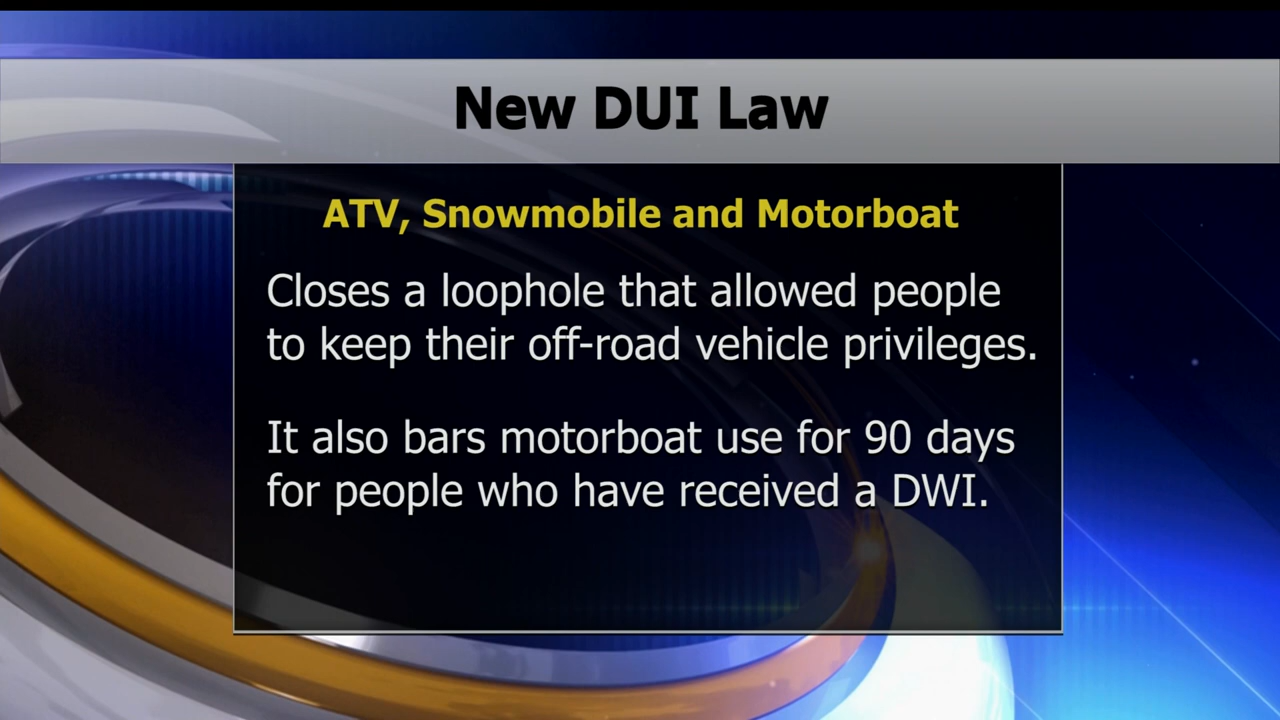 New DUI Law
ATV, Snowmobile and Motorboat
Closes a loophole that allowed people
to keep their off-road vehicle privileges.
It also bars motorboat use for 90 days
for people who have received a DWI.